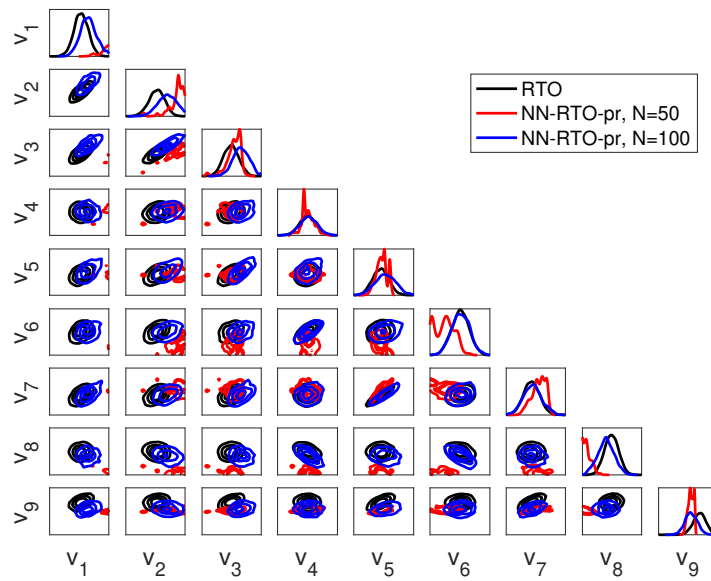 v1
v2
RTO
NN-RTO-pr, N=50
NN-RTO-pr, N=100
v3
v4
v5
v6
v7
v8
v9
v1 v2 v3 v4 v5 v6 v7 v8 v9